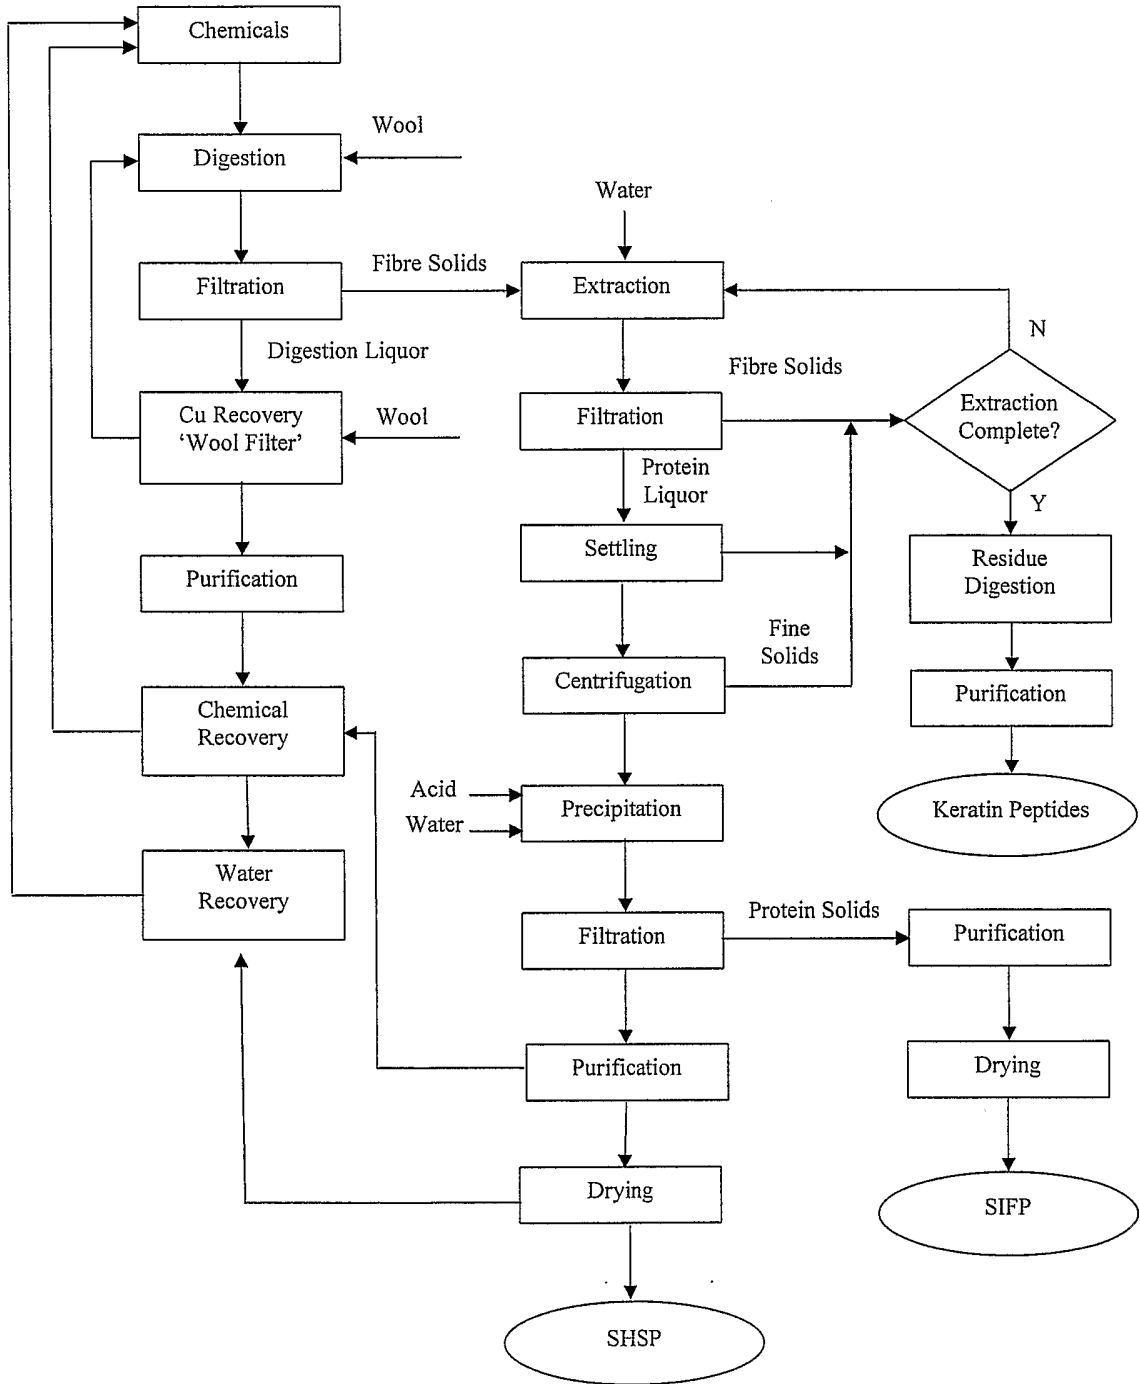 Chemicals
Wool
Digestion
Water
Fibre Solids
Filtration
Extraction
N
Digestion Liquor
Fibre Solids
Cu Recovery
‘Wool Filter’
Wool
Filtration
Extraction
Complete?
Protein
Liquor
Y
Settling
Residue
Digestion
Purification
Fine
Solids
Centrifugation
Purification
Chemical
Recovery
Acid
Water
Precipitation
Keratin Peptides
Water
Recovery
Protein Solids
Filtration
Purification
Purification
Drying
Drying
SIFP
SHSP